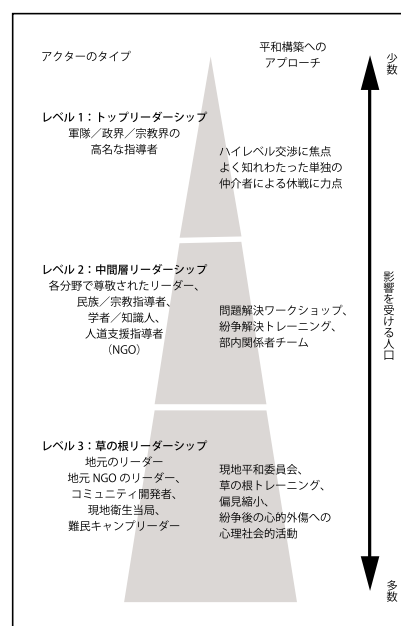 アクターのタイプ
平和構築への
アプローチ
少数
レベル 1：トップリーダーシップ
軍隊／政界／宗教界の
高名な指導者
ハイレベル交渉に焦点
よく知れわたった単独の
仲介者による休戦に力点
レベル 2：中間層リーダーシップ
各分野で尊敬されたリーダー、
民族／宗教指導者、
学者／知識人、
人道支援指導者
（NGO）
問題解決ワークショップ、
紛争解決トレーニング、
部内関係者チーム
影響を受ける人口
レベル 3：草の根リーダーシップ
地元のリーダー
地元 NGO のリーダー、
コミュニティ開発者、
現地衛生当局、
難民キャンプリーダー
現地平和委員会、
草の根トレーニング、
偏見縮小、
紛争後の心的外傷への
心理社会的活動
多数